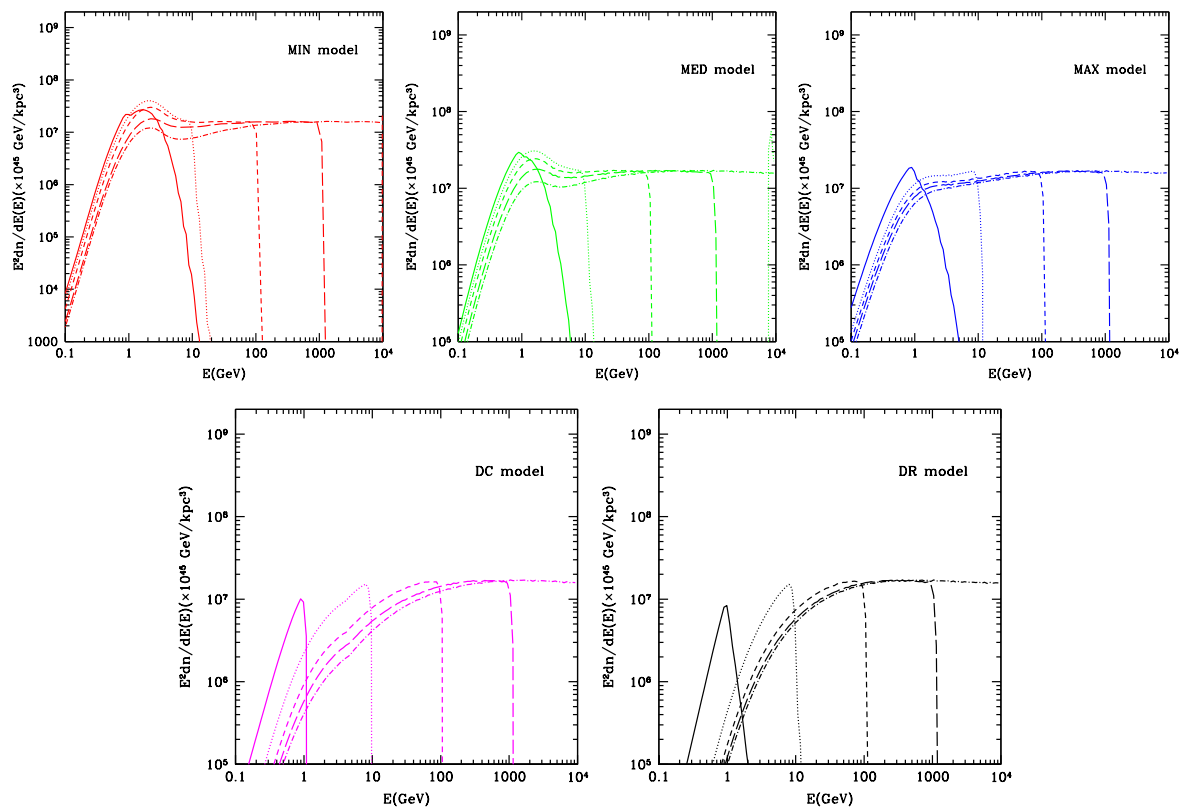 10⁹
10⁸
10⁷
10⁶
10⁵
10⁴
1000
E²dn/dE(E)(×10⁴⁵ GeV/kpc³)
MIN model
0.1 1 10 100 1000 10⁴
E(GeV)
10⁹
10⁸
10⁷
10⁶
10⁵
E²dn/dE(E)(×10⁴⁵ GeV/kpc³)
MED model
0.1 1 10 100 1000 10⁴
E(GeV)
10⁹
10⁸
10⁷
10⁶
10⁵
E²dn/dE(E)(×10⁴⁵ GeV/kpc³)
MAX model
0.1 1 10 100 1000 10⁴
E(GeV)
10⁹
10⁸
10⁷
10⁶
10⁵
E²dn/dE(E)(×10⁴⁵ GeV/kpc³)
DC model
0.1 1 10 100 1000 10⁴
E(GeV)
10⁹
10⁸
10⁷
10⁶
10⁵
E²dn/dE(E)(×10⁴⁵ GeV/kpc³)
DR model
0.1 1 10 100 1000 10⁴
E(GeV)